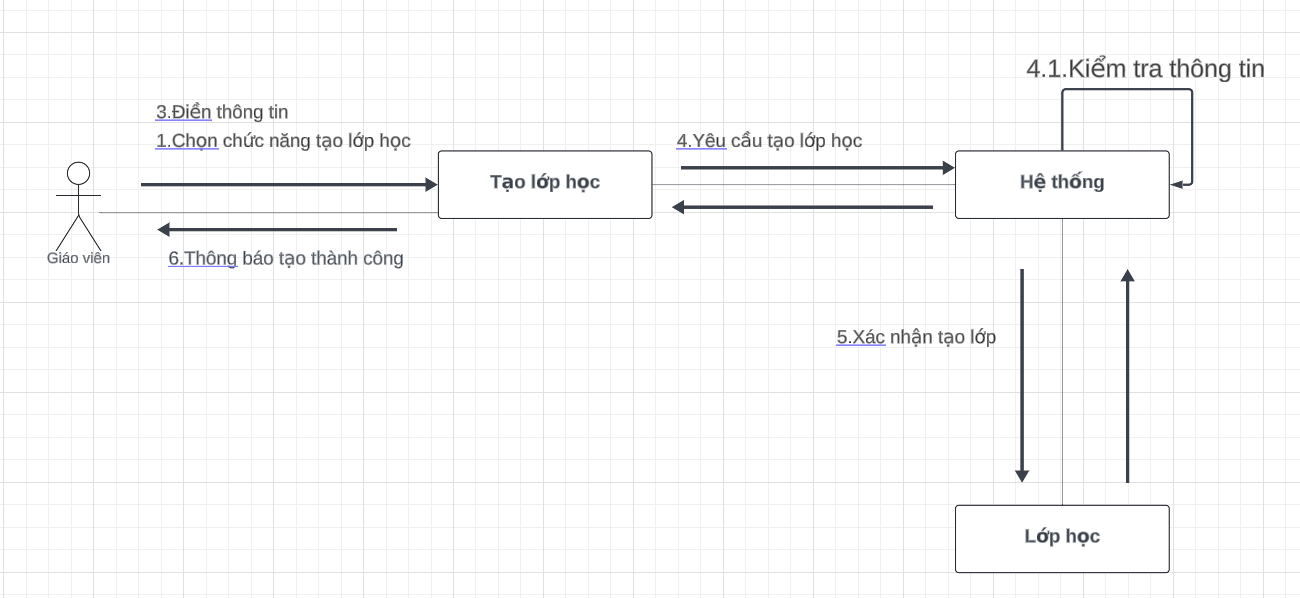 4.1.Kiểm tra thông tin
3.Điền thông tin
1.Chọn chức năng tạo lớp học
4.Yêu cầu tạo lớp học
Tạo lớp học
Hệ thống
Giáo viên
6.Thông báo tạo thành công
5.Xác nhận tạo lớp
Lớp học